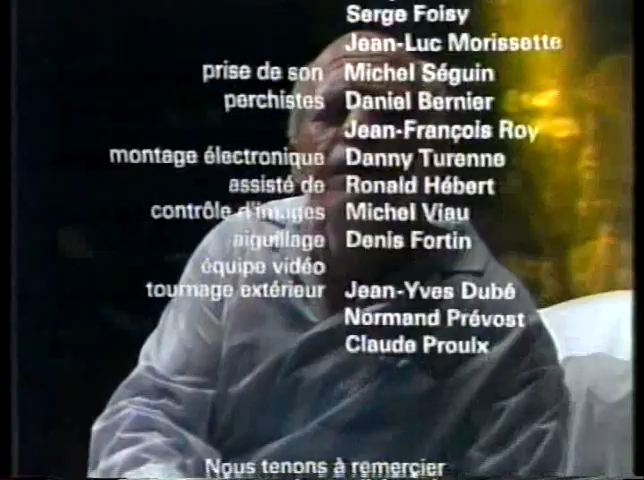 Serge Foisy
Jean-Luc Morissette
prise de son Michel Séguin
perchistes Daniel Bernier
Jean-François Roy
montage électronique Danny Turenne
assisté de Ronald Hébert
contrôle d'images Michel Viau
aiguillage Denis Fortin
équipe vidéo
tournage extérieur Jean-Yves Dubé
Normand Prévost
Claude Proulx
Nous tenons à remercier